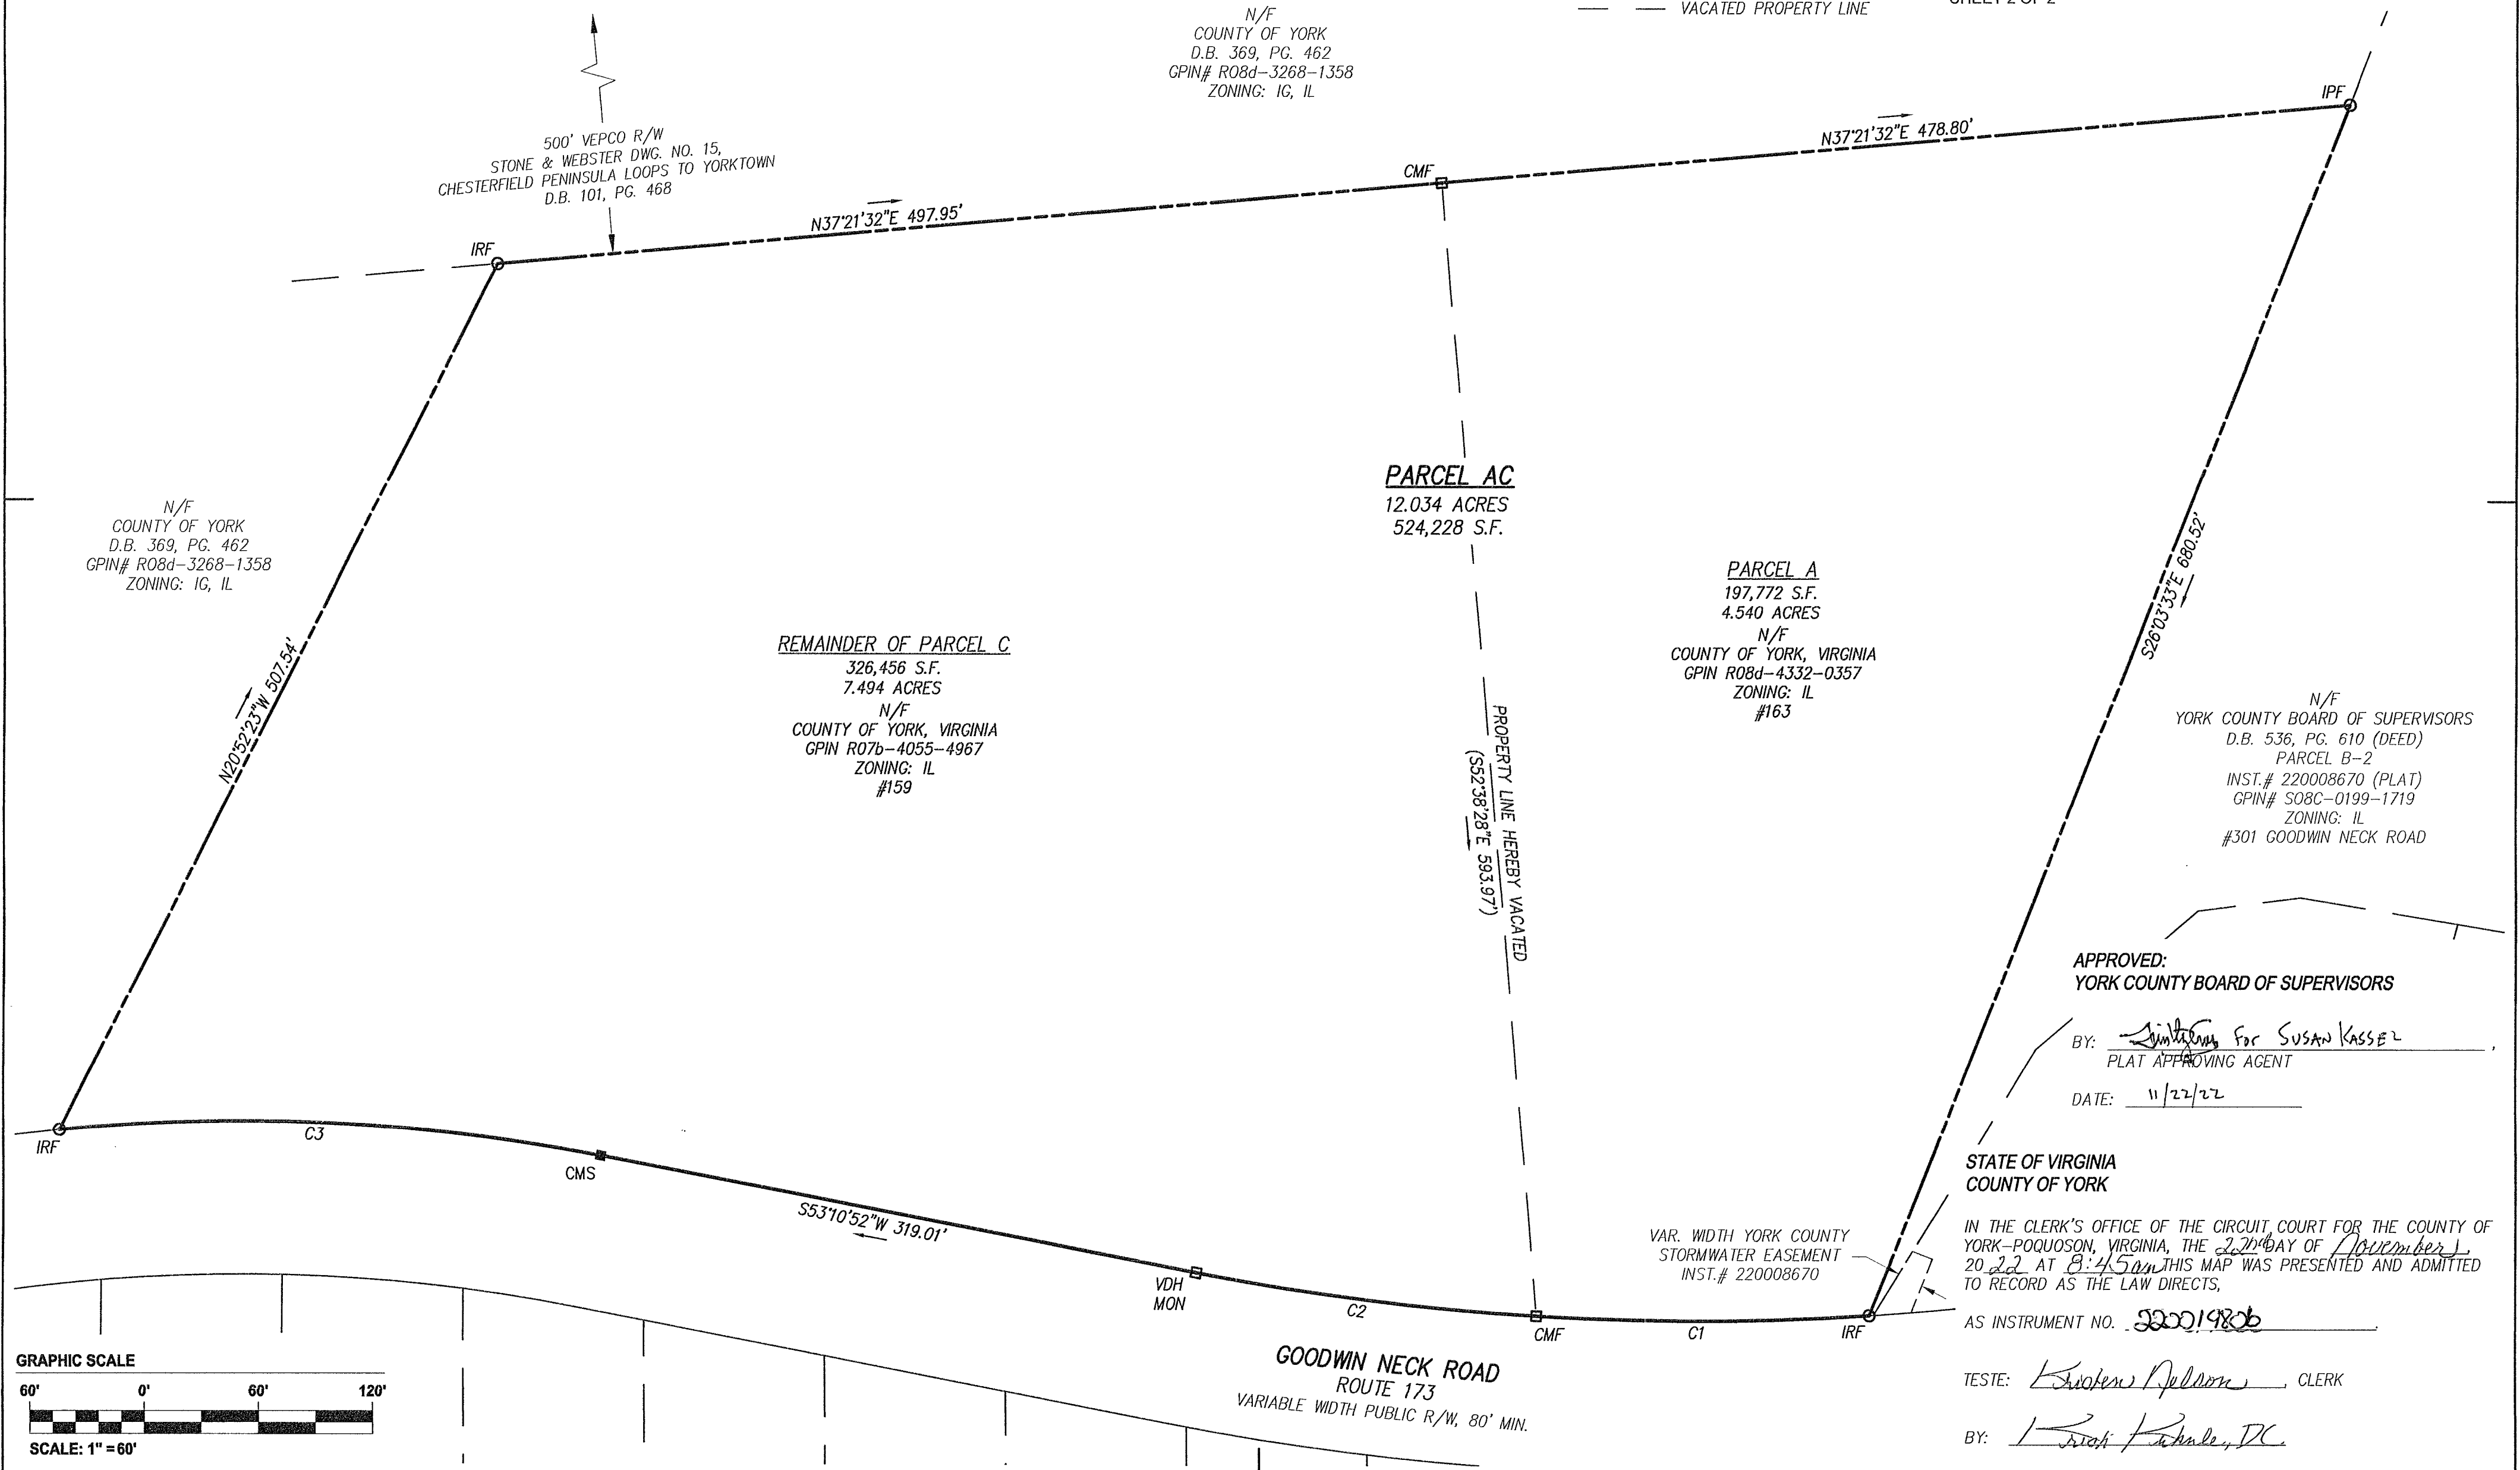 VACATED PROPERTY LINE
SHEET 2 OF 2
N/F
COUNTY OF YORK
D.B. 369, PG. 462
GPIN# R08d-3268-1358
ZONING: IG, IL
500' VEPCO R/W
STONE & WEBSTER DWG. NO. 15,
CHESTERFIELD PENINSULA LOOPS TO YORKTOWN
D.B. 101, PG. 468
IPF
N37°21'32"E 478.80'
CMF
N37°21'32"E 497.95'
IRF
N/F
COUNTY OF YORK
D.B. 369, PG. 462
GPIN# R08d-3268-1358
ZONING: IG, IL
PARCEL AC
12.034 ACRES
524,228 S.F.
PARCEL A
197,772 S.F.
4.540 ACRES
N/F
COUNTY OF YORK, VIRGINIA
GPIN R08d-4332-0357
ZONING: IL
#163
S26°03'33"E 680.52'
REMAINDER OF PARCEL C
326,456 S.F.
7.494 ACRES
N/F
COUNTY OF YORK, VIRGINIA
GPIN R07b-4055-4967
ZONING: IL
#159
N20°52'23"W 507.54'
PROPERTY LINE HEREBY VACATED
(S52°38'28"E 593.97')
N/F
YORK COUNTY BOARD OF SUPERVISORS
D.B. 536, PG. 610 (DEED)
PARCEL B-2
INST.# 220008670 (PLAT)
GPIN# S08C-0199-1719
ZONING: IL
#301 GOODWIN NECK ROAD
APPROVED:
YORK COUNTY BOARD OF SUPERVISORS
BY: For SUSAN KASSEL
PLAT APPROVING AGENT
DATE: 11/22/22
IRF
C3
CMS
S53°10'52"W 319.01'
VDH
MON
C2
CMF
C1
IRF
VAR. WIDTH YORK COUNTY
STORMWATER EASEMENT
INST.# 220008670
STATE OF VIRGINIA
COUNTY OF YORK
IN THE CLERK'S OFFICE OF THE CIRCUIT COURT FOR THE COUNTY OF
YORK-POQUOSON, VIRGINIA, THE 22nd DAY OF November,
20 22 AT 8:45am THIS MAP WAS PRESENTED AND ADMITTED
TO RECORD AS THE LAW DIRECTS,
AS INSTRUMENT NO. 220019806
TESTE: Kristen Nelson, CLERK
BY: DC.
GOODWIN NECK ROAD
ROUTE 173
VARIABLE WIDTH PUBLIC R/W, 80' MIN.
GRAPHIC SCALE
60' 0' 60' 120'
SCALE: 1" = 60'